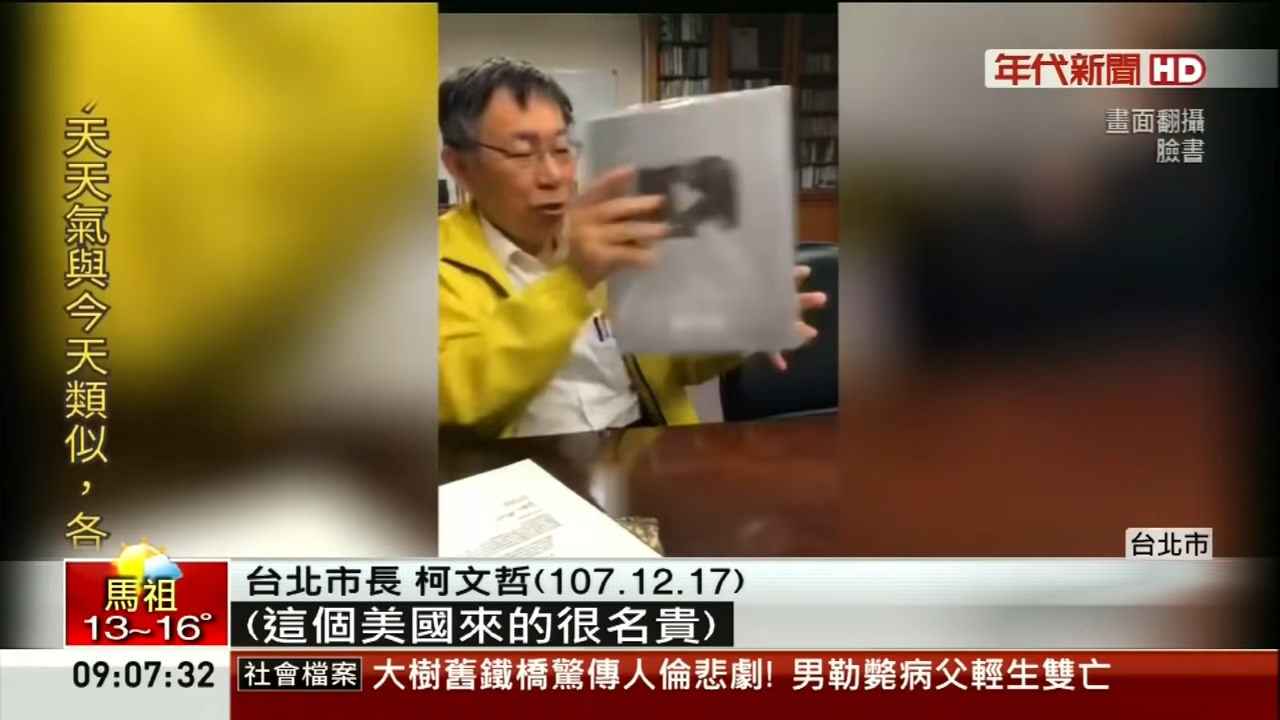 年代新聞HD
畫面翻攝
臉書
天天氣與今天類似，各
台北市
台北市長 柯文哲(107.12.17)
(這個美國來的很名貴)
馬祖
13~16°
09:07:32
社會檔案
大樹舊鐵橋驚傳人倫悲劇! 男勒斃病父輕生雙亡